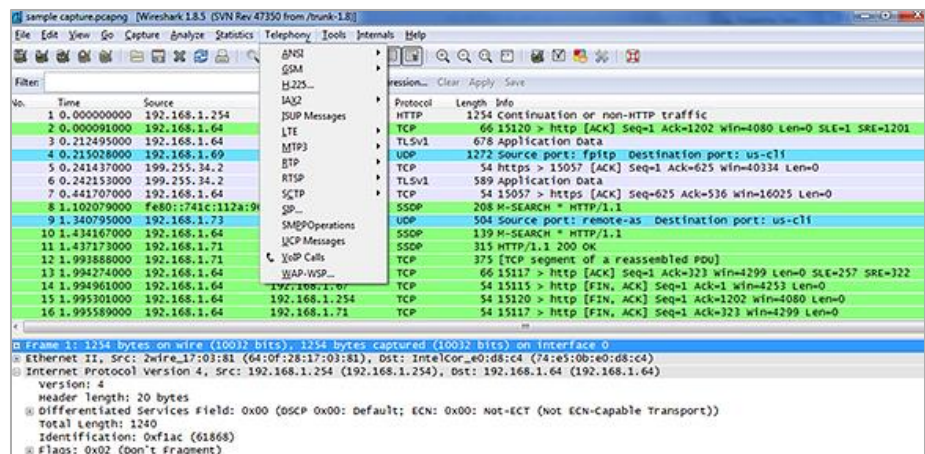 sample capture.pcapng [Wireshark 1.8.5 (SVN Rev 47350 from /trunk-1.8)]
File Edit View Go Capture Analyze Statistics Telephony Tools Internals Help
Filter: ression... Clear Apply Save
No. Time Source Protocol Length Info
1 0.000000000 192.168.1.254 HTTP 1254 Continuation or non-HTTP traffic
2 0.000091000 192.168.1.64 TCP 66 15120 > http [ACK] Seq=1 Ack=1202 Win=4080 Len=0 SLE=1 SRE=1201
3 0.212495000 192.168.1.64 TLSv1 678 Application Data
4 0.215028000 192.168.1.69 UDP 1272 Source port: fpitp Destination port: us-cli
5 0.241437000 199.255.34.2 TCP 54 https > 15057 [ACK] Seq=1 Ack=625 Win=40334 Len=0
6 0.242153000 199.255.34.2 TLSv1 589 Application Data
7 0.441707000 192.168.1.64 TCP 54 15057 > https [ACK] Seq=625 Ack=536 Win=16025 Len=0
8 1.102079000 fe80::741c:112a:9 SSDP 208 M-SEARCH * HTTP/1.1
9 1.340795000 192.168.1.73 UDP 504 Source port: remote-as Destination port: us-cli
10 1.434167000 192.168.1.64 SSDP 139 M-SEARCH * HTTP/1.1
11 1.437173000 192.168.1.71 SSDP 315 HTTP/1.1 200 OK
12 1.993888000 192.168.1.71 TCP 375 [TCP segment of a reassembled PDU]
13 1.994274000 192.168.1.64 TCP 66 15117 > http [ACK] Seq=1 Ack=323 Win=4299 Len=0 SLE=257 SRE=322
14 1.994961000 192.168.1.64 192.168.1.67 TCP 54 15115 > http [FIN, ACK] Seq=1 Ack=1 Win=4253 Len=0
15 1.995301000 192.168.1.64 192.168.1.254 TCP 54 15120 > http [FIN, ACK] Seq=1 Ack=1202 Win=4080 Len=0
16 1.995589000 192.168.1.64 192.168.1.71 TCP 54 15117 > http [FIN, ACK] Seq=1 Ack=323 Win=4299 Len=0
ANSI
GSM
H.225...
IAX2
ISUP Messages
LTE
MTP3
RTP
RTSP
SCTP
SIP...
SMPPOperations
UCP Messages
VoIP Calls
WAP-WSP...
Frame 1: 1254 bytes on wire (10032 bits), 1254 bytes captured (10032 bits) on interface 0
Ethernet II, Src: 2wire_17:03:81 (64:0f:28:17:03:81), Dst: IntelCor_e0:d8:c4 (74:e5:0b:e0:d8:c4)
Internet Protocol Version 4, Src: 192.168.1.254 (192.168.1.254), Dst: 192.168.1.64 (192.168.1.64)
Version: 4
Header length: 20 bytes
Differentiated Services Field: 0x00 (DSCP 0x00: Default; ECN: 0x00: Not-ECT (Not ECN-Capable Transport))
Total Length: 1240
Identification: 0xf1ac (61868)
Flags: 0x02 (Don't Fragment)